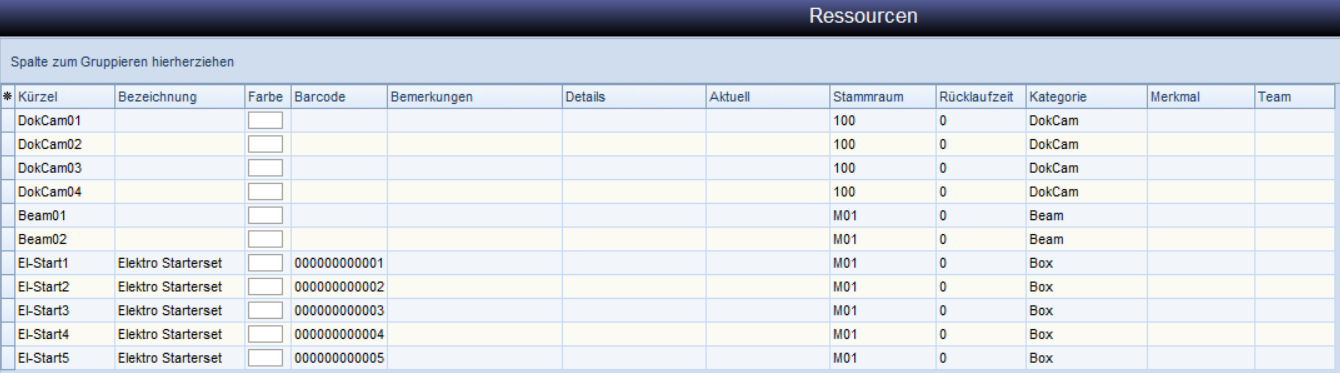 Ressourcen
Spalte zum Gruppieren hierherziehen
✱ Kürzel Bezeichnung Farbe Barcode Bemerkungen Details Aktuell Stammraum Rücklaufzeit Kategorie Merkmal Team
DokCam01 100 0 DokCam
DokCam02 100 0 DokCam
DokCam03 100 0 DokCam
DokCam04 100 0 DokCam
Beam01 M01 0 Beam
Beam02 M01 0 Beam
El-Start1 Elektro Starterset 000000000001 M01 0 Box
El-Start2 Elektro Starterset 000000000002 M01 0 Box
El-Start3 Elektro Starterset 000000000003 M01 0 Box
El-Start4 Elektro Starterset 000000000004 M01 0 Box
El-Start5 Elektro Starterset 000000000005 M01 0 Box